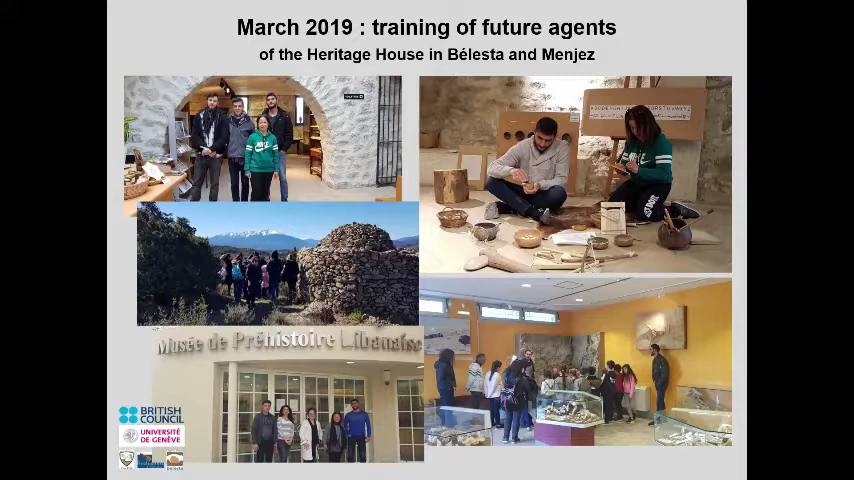 March 2019 : training of future agents
of the Heritage House in Bélesta and Menjez
Musée de Préhistoire Libanaise
BRITISH
COUNCIL
UNIVERSITÉ
DE GENÈVE